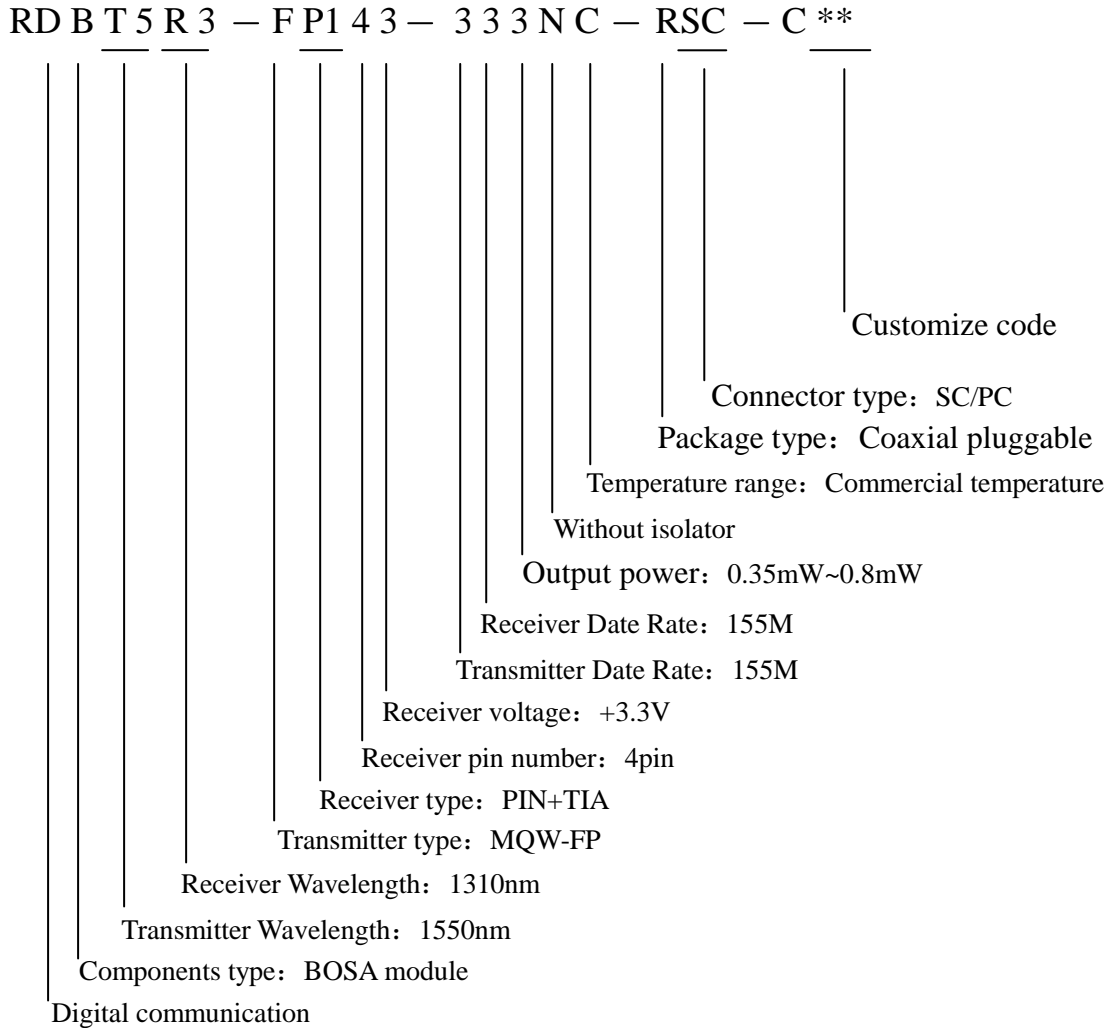 RD B T 5 R 3 － F P1 4 3 － 3 3 3 N C － RSC － C **
Customize code
Connector type：SC/PC
Package type：Coaxial pluggable
Temperature range：Commercial temperature
Without isolator
Output power：0.35mW~0.8mW
Receiver Date Rate：155M
Transmitter Date Rate：155M
Receiver voltage：+3.3V
Receiver pin number：4pin
Receiver type：PIN+TIA
Transmitter type：MQW-FP
Receiver Wavelength：1310nm
Transmitter Wavelength：1550nm
Components type：BOSA module
Digital communication